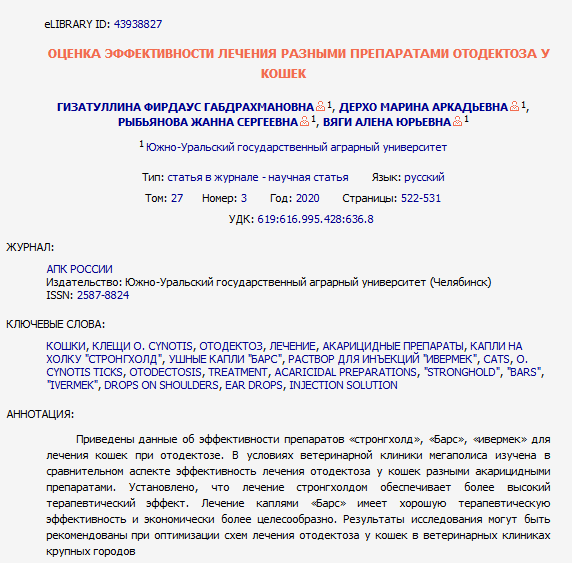 eLIBRARY ID: 43938827
ОЦЕНКА ЭФФЕКТИВНОСТИ ЛЕЧЕНИЯ РАЗНЫМИ ПРЕПАРАТАМИ ОТОДЕКТОЗА У
КОШЕК
ГИЗАТУЛЛИНА ФИРДАУС ГАБДРАХМАНОВНА 1, ДЕРХО МАРИНА АРКАДЬЕВНА 1,
РЫБЬЯНОВА ЖАННА СЕРГЕЕВНА 1, ВЯГИ АЛЕНА ЮРЬЕВНА 1
1 Южно-Уральский государственный аграрный университет
Тип: статья в журнале - научная статья Язык: русский
Том: 27 Номер: 3 Год: 2020 Страницы: 522-531
УДК: 619:616.995.428:636.8
ЖУРНАЛ:
АПК РОССИИ
Издательство: Южно-Уральский государственный аграрный университет (Челябинск)
ISSN: 2587-8824
КЛЮЧЕВЫЕ СЛОВА:
КОШКИ, КЛЕЩИ O. CYNOTIS, ОТОДЕКТОЗ, ЛЕЧЕНИЕ, АКАРИЦИДНЫЕ ПРЕПАРАТЫ, КАПЛИ НА
ХОЛКУ "СТРОНГХОЛД", УШНЫЕ КАПЛИ "БАРС", РАСТВОР ДЛЯ ИНЪЕКЦИЙ "ИВЕРМЕК", CATS, O.
CYNOTIS TICKS, OTODECTOSIS, TREATMENT, ACARICIDAL PREPARATIONS, "STRONGHOLD", "BARS",
"IVERMEK", DROPS ON SHOULDERS, EAR DROPS, INJECTION SOLUTION
АННОТАЦИЯ:
Приведены данные об эффективности препаратов «стронгхолд», «Барс», «ивермек» для
лечения кошек при отодектозе. В условиях ветеринарной клиники мегаполиса изучена в
сравнительном аспекте эффективность лечения отодектоза у кошек разными акарицидными
препаратами. Установлено, что лечение стронгхолдом обеспечивает более высокий
терапевтический эффект. Лечение каплями «Барс» имеет хорошую терапевтическую
эффективность и экономически более целесообразно. Результаты исследования могут быть
рекомендованы при оптимизации схем лечения отодектоза у кошек в ветеринарных клиниках
крупных городов